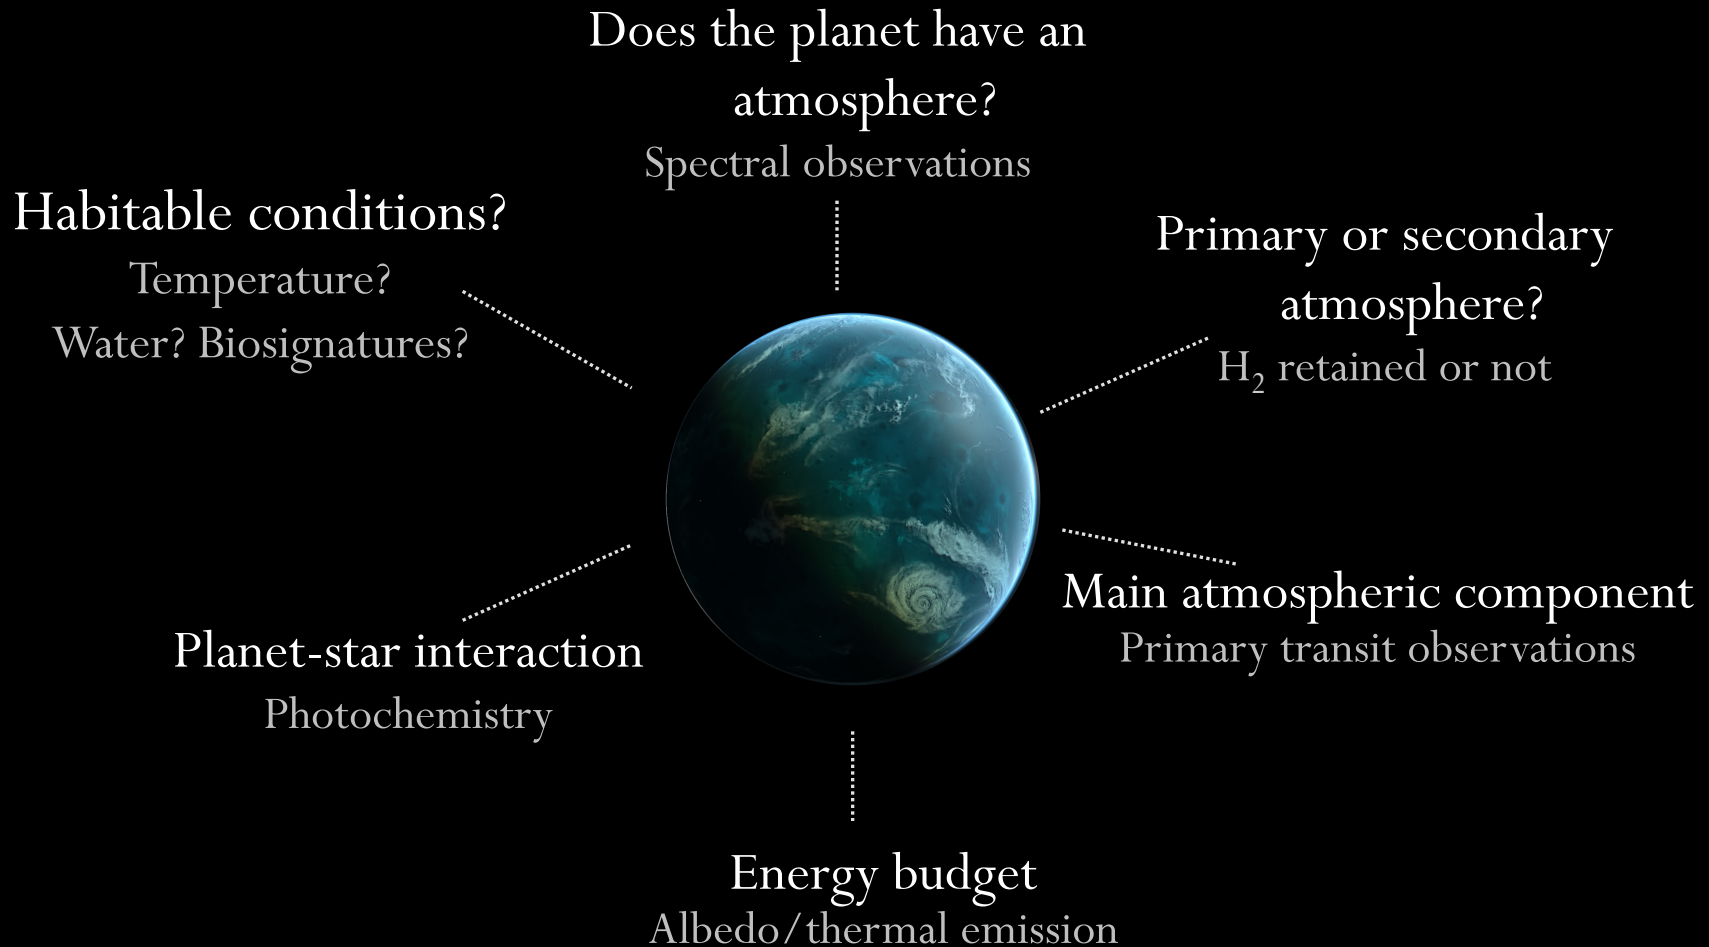 Does the planet have an
atmosphere?
Spectral observations
Habitable conditions?
Temperature?
Water? Biosignatures?
Primary or secondary
atmosphere?
H₂ retained or not
Main atmospheric component
Primary transit observations
Planet-star interaction
Photochemistry
Energy budget
Albedo/thermal emission